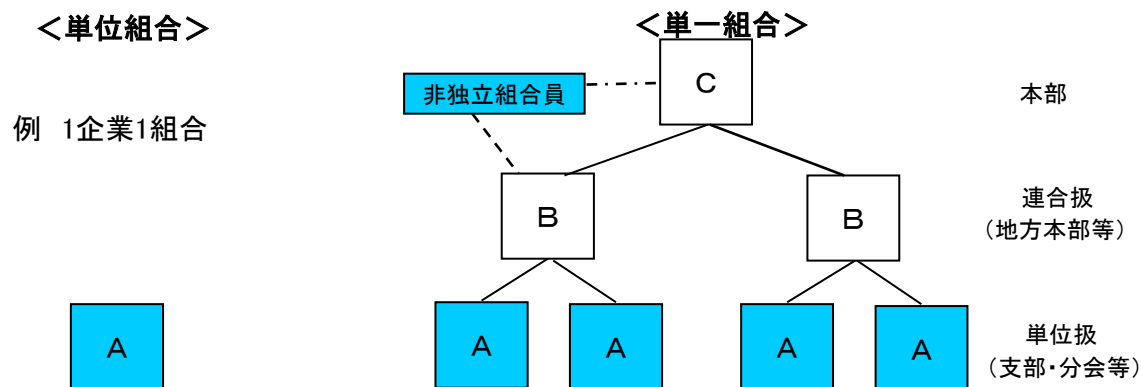 ＜単位組合＞
＜単一組合＞
C
非独立組合員
本部
例　1企業1組合
B
B
連合扱
（地方本部等）
A
A
A
A
A
単位扱
（支部・分会等）